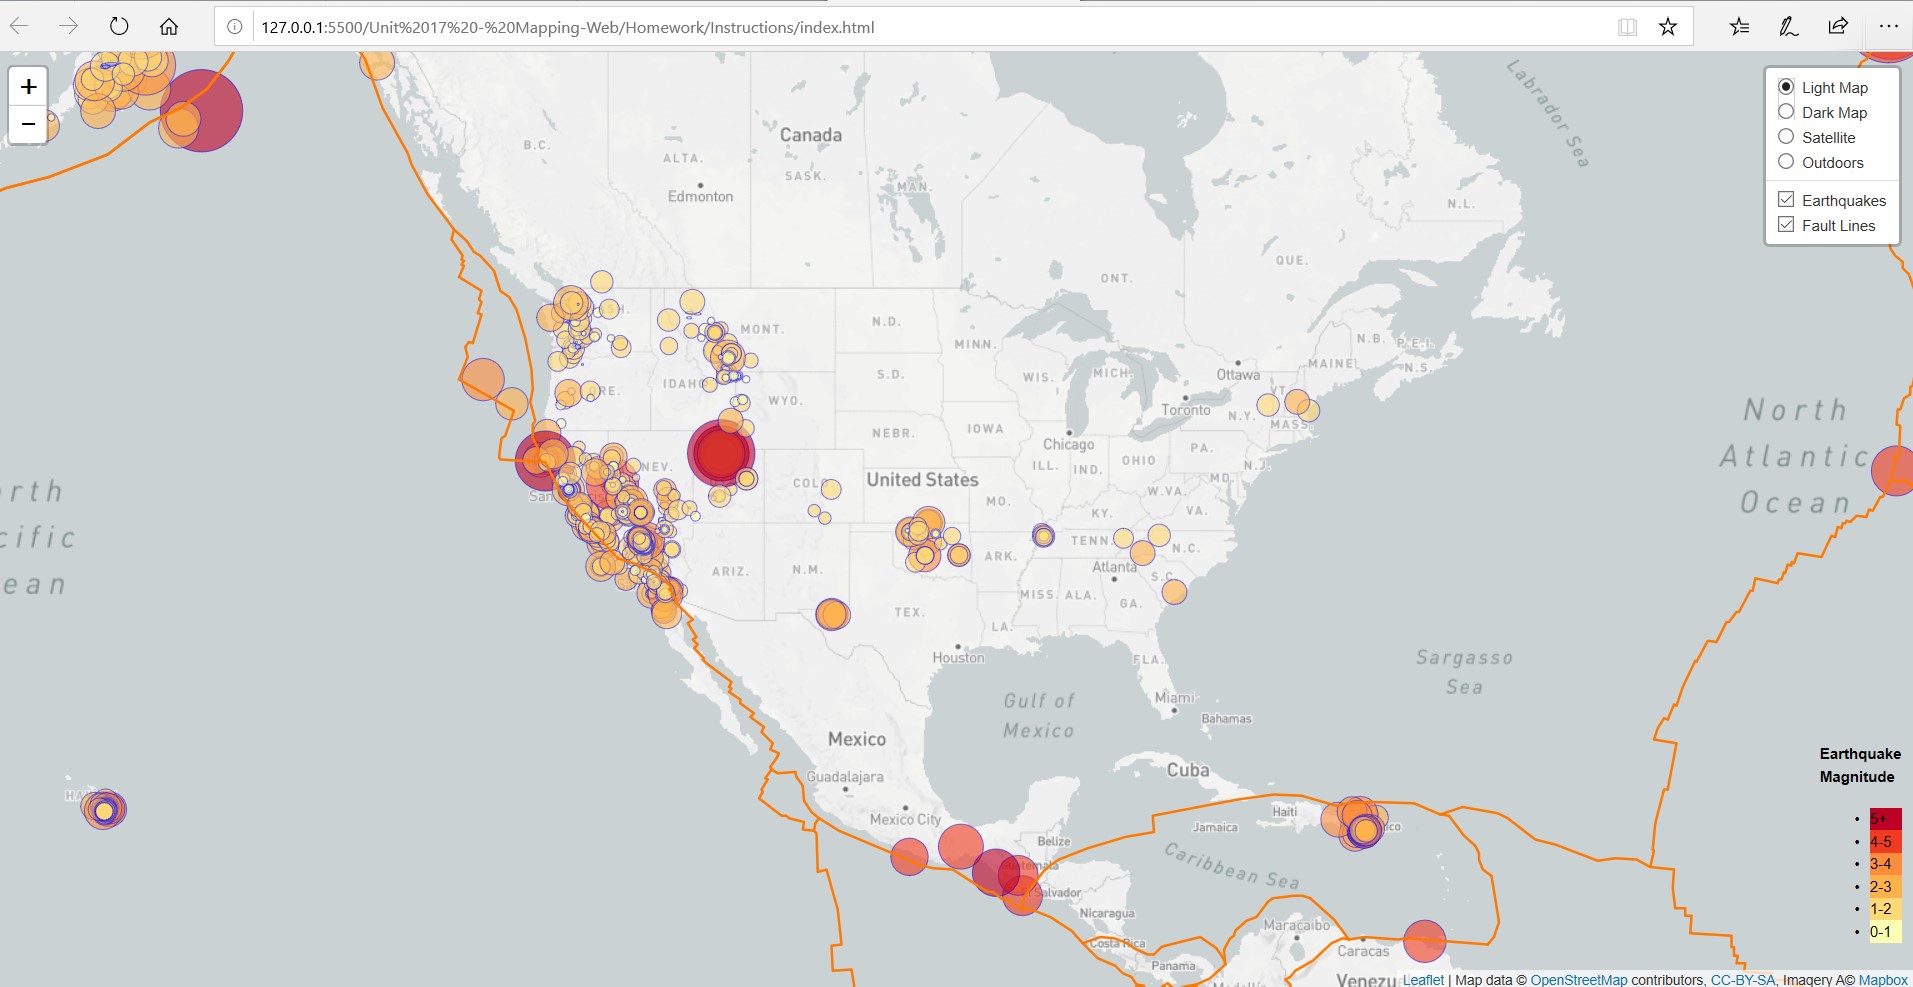 127.0.0.1:5500/Unit%2017%20-%20Mapping-Web/Homework/Instructions/index.html
+
−
Light Map
Dark Map
Satellite
Outdoors
Earthquakes
Fault Lines
Labrador Sea
Canada
B.C.
ALTA.
SASK.
MAN.
Edmonton
N.L.
QUE.
ONT.
MONT.
N.D.
MINN.
N.B.
P.E.I.
MAINE
N.S.
Ottawa
S.D.
WIS.
MICH.
IDAHO
ORE.
VT.
WYO.
Toronto
N.Y.
MASS.
North
Atlantic
Ocean
NEBR.
IOWA
Chicago
PA.
NEV.
ILL.
IND.
OHIO
N.J.
United States
COLO.
MD.
W.VA.
MO.
KY.
VA.
rth
cific
ean
TENN.
N.C.
ARK.
ARIZ.
N.M.
Atlanta
S.C.
MISS.
ALA.
GA.
TEX.
LA.
Houston
FLA.
Sargasso
Sea
Gulf of
Mexico
Miami
Bahamas
Mexico
Guadalajara
Cuba
Mexico City
Haiti
Jamaica
ico
Belize
Guatemala
Salvador
Caribbean Sea
Nicaragua
Costa Rica
Maracaibo
Caracas
Panama
Medell
Venezu
Earthquake
Magnitude
• 5+
• 4-5
• 3-4
• 2-3
• 1-2
• 0-1
Leaflet | Map data © OpenStreetMap contributors, CC-BY-SA, Imagery Â© Mapbox